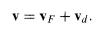 v = v_F + v_d.